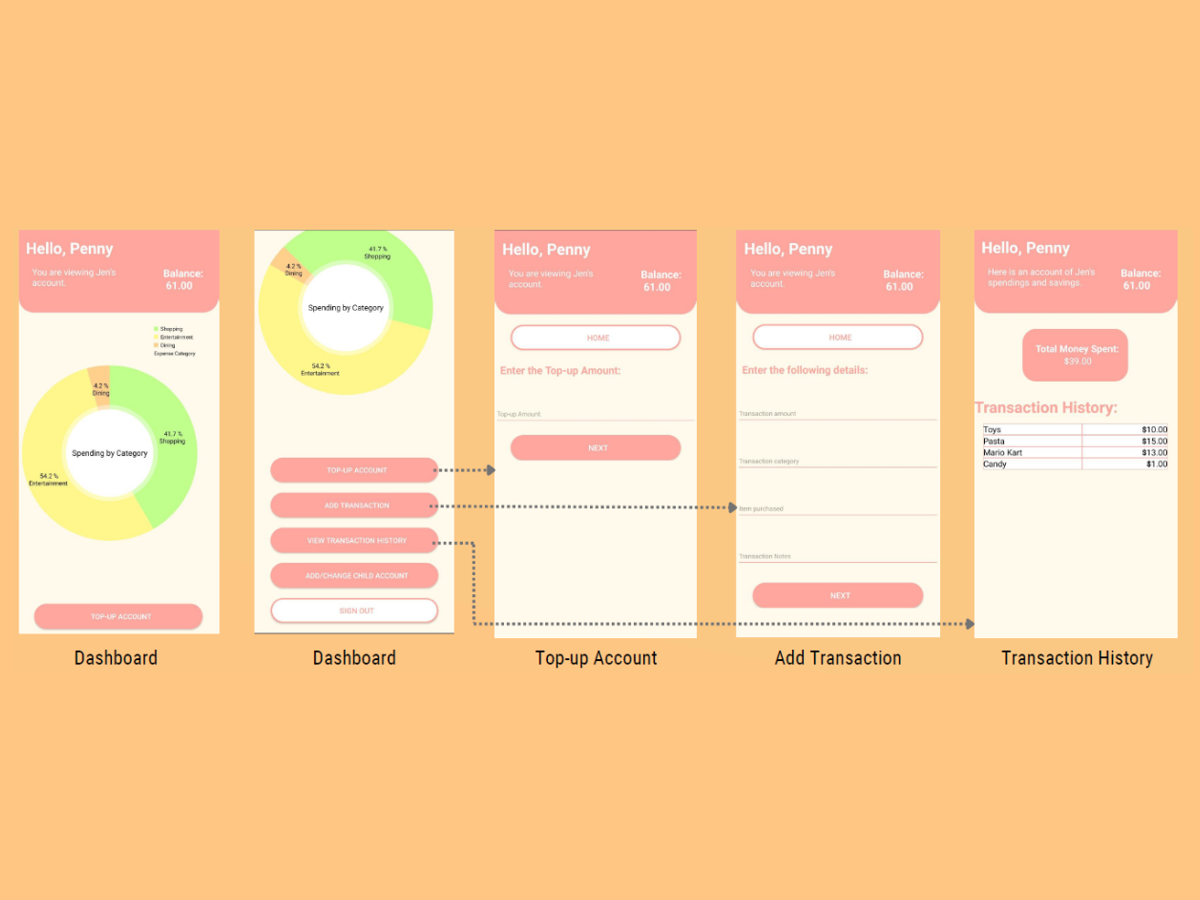 Hello, Penny
You are viewing Jen's
account.
Balance:
61.00
Shopping
Entertainment
Dining
Expense Category
4.2 %
Dining
41.7 %
Shopping
Spending by Category
54.2 %
Entertainment
TOP-UP ACCOUNT
Dashboard
41.7 %
Shopping
4.2 %
Dining
Spending by Category
54.2 %
Entertainment
TOP-UP ACCOUNT
ADD TRANSACTION
VIEW TRANSACTION HISTORY
ADD/CHANGE CHILD ACCOUNT
SIGN OUT
Dashboard
Hello, Penny
You are viewing Jen's
account.
Balance:
61.00
HOME
Enter the Top-up Amount:
Top-up Amount
NEXT
Top-up Account
Hello, Penny
You are viewing Jen's
account.
Balance:
61.00
HOME
Enter the following details:
Transaction amount
Transaction category
Item purchased
Transaction Notes
NEXT
Add Transaction
Hello, Penny
Here is an account of Jen's
spendings and savings.
Balance:
61.00
Total Money Spent:
$39.00
Transaction History:
Toys $10.00
Pasta $15.00
Mario Kart $13.00
Candy $1.00
Transaction History